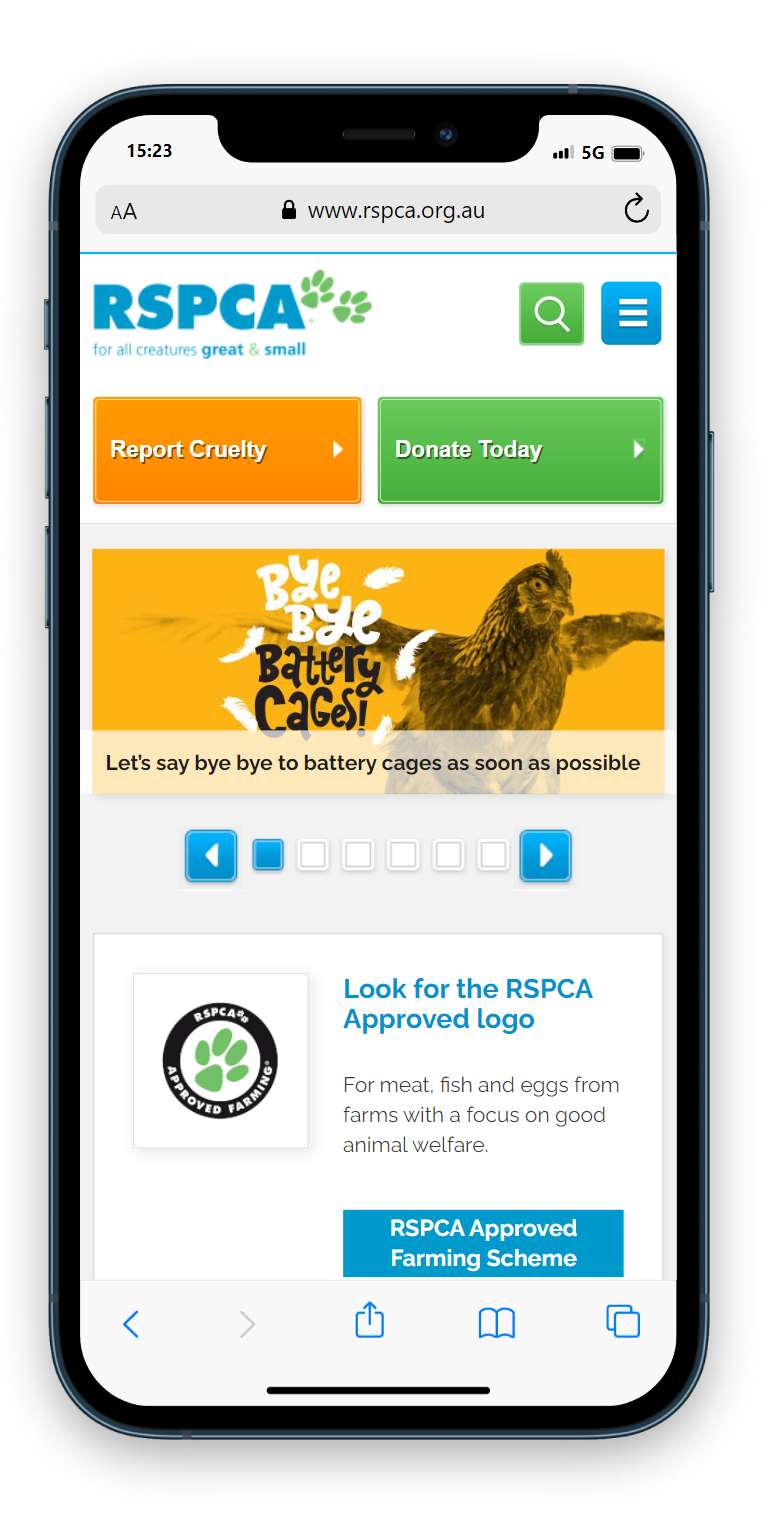 15:23
5G
AA
www.rspca.org.au
RSPCA
for all creatures great & small
Report Cruelty
Donate Today
Bye
Bye
Battery
Cages!
Let's say bye bye to battery cages as soon as possible
RSPCA
APPROVED FARMING
Look for the RSPCA
Approved logo
For meat, fish and eggs from
farms with a focus on good
animal welfare.
RSPCA Approved
Farming Scheme